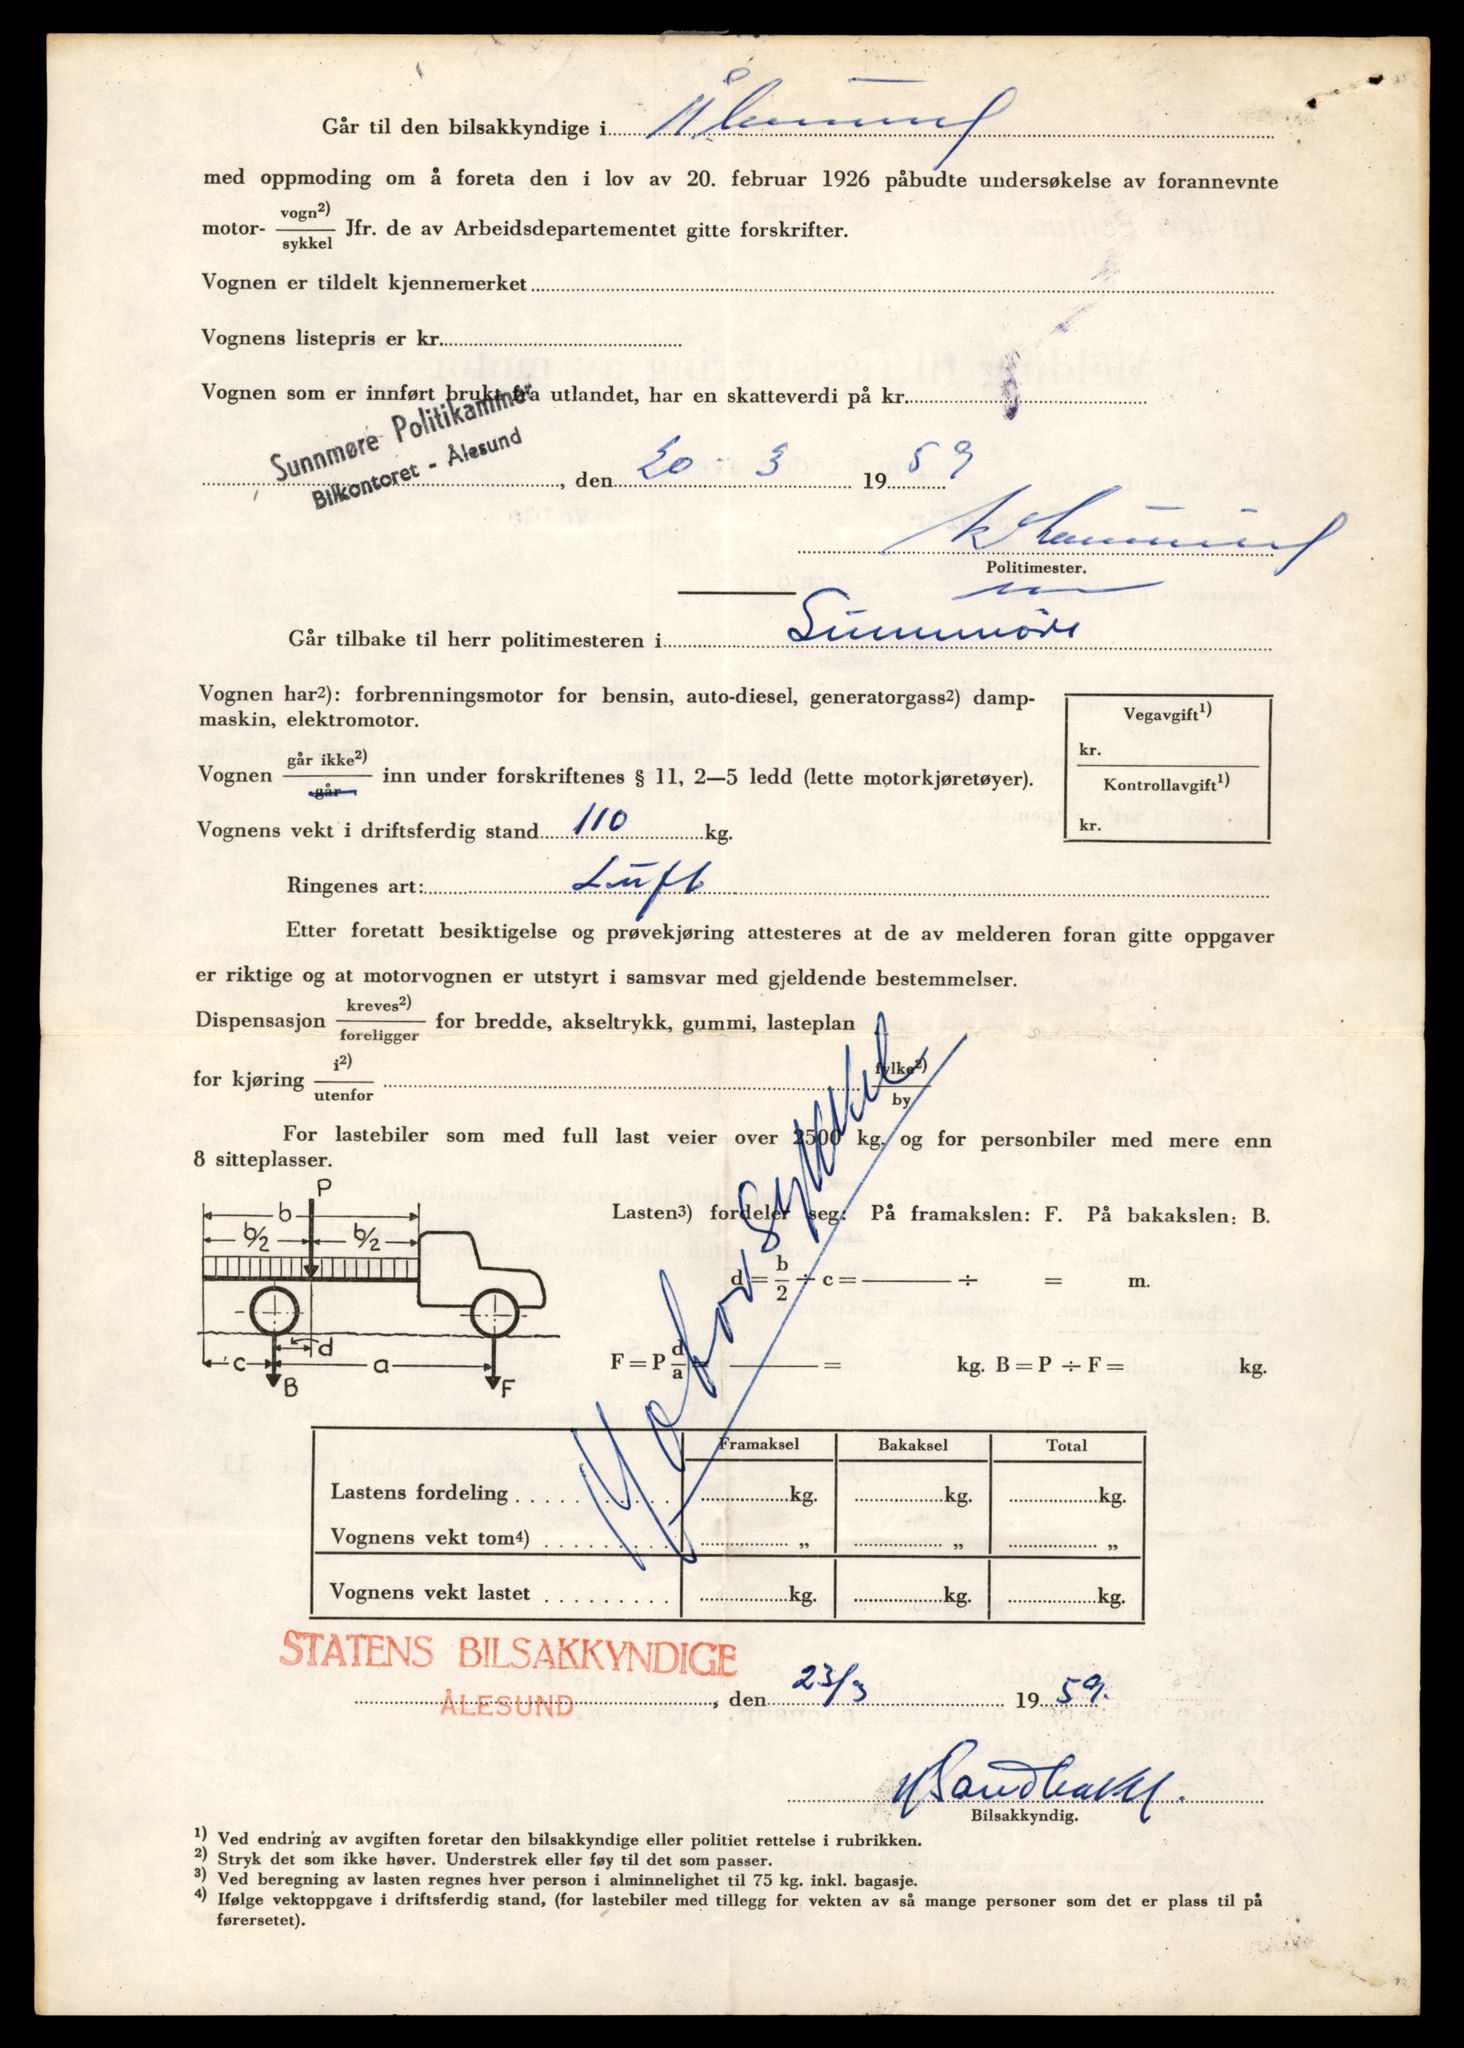 Går til den bilsakkyndige i Ålesund
med oppmoding om å foreta den i lov av 20. februar 1926 påbudte undersøkelse av forannevnte
motor- vogn2) / sykkel Jfr. de av Arbeidsdepartementet gitte forskrifter.
Vognen er tildelt kjennemerket
Vognens listepris er kr.
Vognen som er innført brukt fra utlandet, har en skatteverdi på kr.
Sunnmøre Politikammer
Bilkontoret - Ålesund
, den 20 - 3 19 59
Politimester.
Går tilbake til herr politimesteren i Sunnmøre
Vognen har2): forbrenningsmotor for bensin, auto-diesel, generatorgass2) damp-
maskin, elektromotor.
Vegavgift1)
kr.
Kontrollavgift1)
kr.
Vognen går ikke2) / går inn under forskriftenes § 11, 2—5 ledd (lette motorkjøretøyer).
Vognens vekt i driftsferdig stand 110 kg.
Ringenes art: Luft
Etter foretatt besiktigelse og prøvekjøring attesteres at de av melderen foran gitte oppgaver
er riktige og at motorvognen er utstyrt i samsvar med gjeldende bestemmelser.
Dispensasjon kreves2) / foreligger for bredde, akseltrykk, gummi, lasteplan
for kjøring i2) / utenfor fylke2) / by
For lastebiler som med full last veier over 2500 kg. og for personbiler med mere enn
8 sitteplasser.
Motorsykkel
P
b
b/2 b/2
d
c a
B F
Lasten3) fordeler seg: På framakslen: F. På bakakslen: B.
d = b/2 ÷ c = ——— ÷ = m.
F = P d/a = ——— = kg. B = P ÷ F = kg.
Framaksel Bakaksel Total
Lastens fordeling kg. kg. kg.
Vognens vekt tom4) „ „ „
Vognens vekt lastet kg. kg. kg.
STATENS BILSAKKYNDIGE
ÅLESUND
, den 23/3 19 59.
Sandbakk.
Bilsakkyndig.
1) Ved endring av avgiften foretar den bilsakkyndige eller politiet rettelse i rubrikken.
2) Stryk det som ikke høver. Understrek eller føy til det som passer.
3) Ved beregning av lasten regnes hver person i alminnelighet til 75 kg. inkl. bagasje.
4) Ifølge vektoppgave i driftsferdig stand, (for lastebiler med tillegg for vekten av så mange personer som det er plass til på
førersetet).